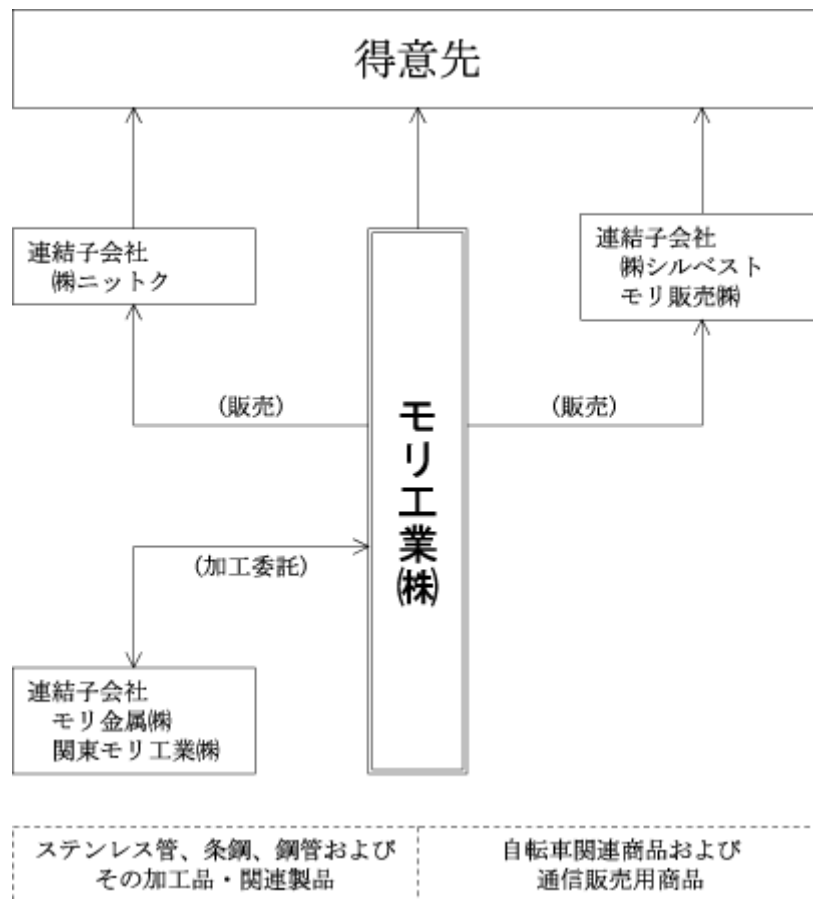 得意先
連結子会社
㈱ニットク
連結子会社
㈱シルベスト
モリ販売㈱
(販売)
(販売)
モリ工業㈱
(加工委託)
連結子会社
モリ金属㈱
関東モリ工業㈱
ステンレス管、条鋼、鋼管および
その加工品・関連製品
自転車関連商品および
通信販売用商品